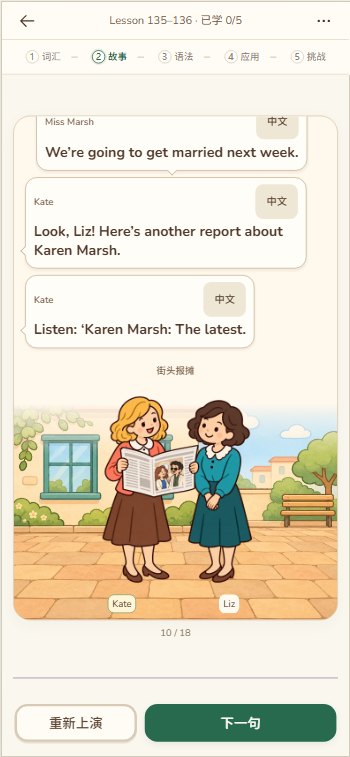 Lesson 135–136 · 已学 0/5
1 词汇 – 2 故事 – 3 语法 – 4 应用 – 5 挑战
Miss Marsh
中文
We’re going to get married next week.
Kate
中文
Look, Liz! Here’s another report about
Karen Marsh.
Kate
中文
Listen: ‘Karen Marsh: The latest.
街头报摊
Kate
Liz
10 / 18
重新上演
下一句